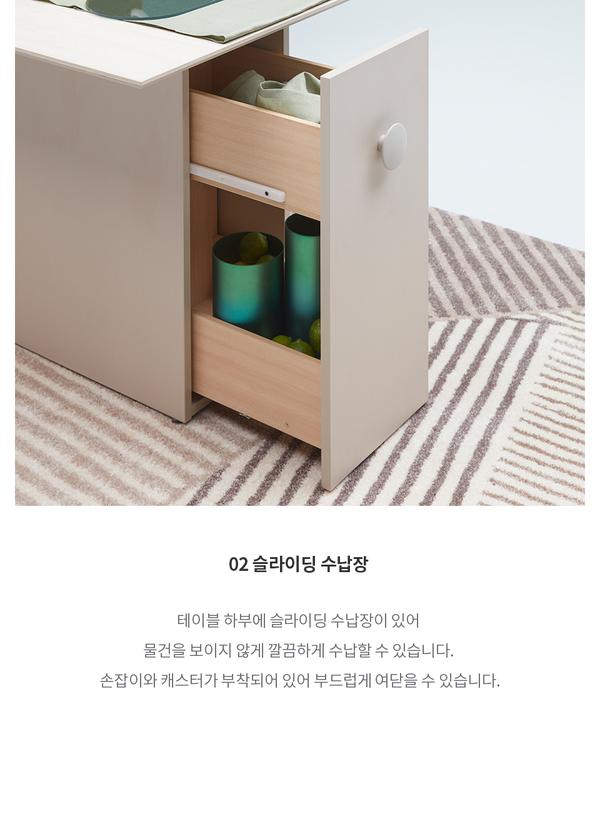 02 슬라이딩 수납장
테이블 하부에 슬라이딩 수납장이 있어
물건을 보이지 않게 깔끔하게 수납할 수 있습니다.
손잡이와 캐스터가 부착되어 있어 부드럽게 여닫을 수 있습니다.